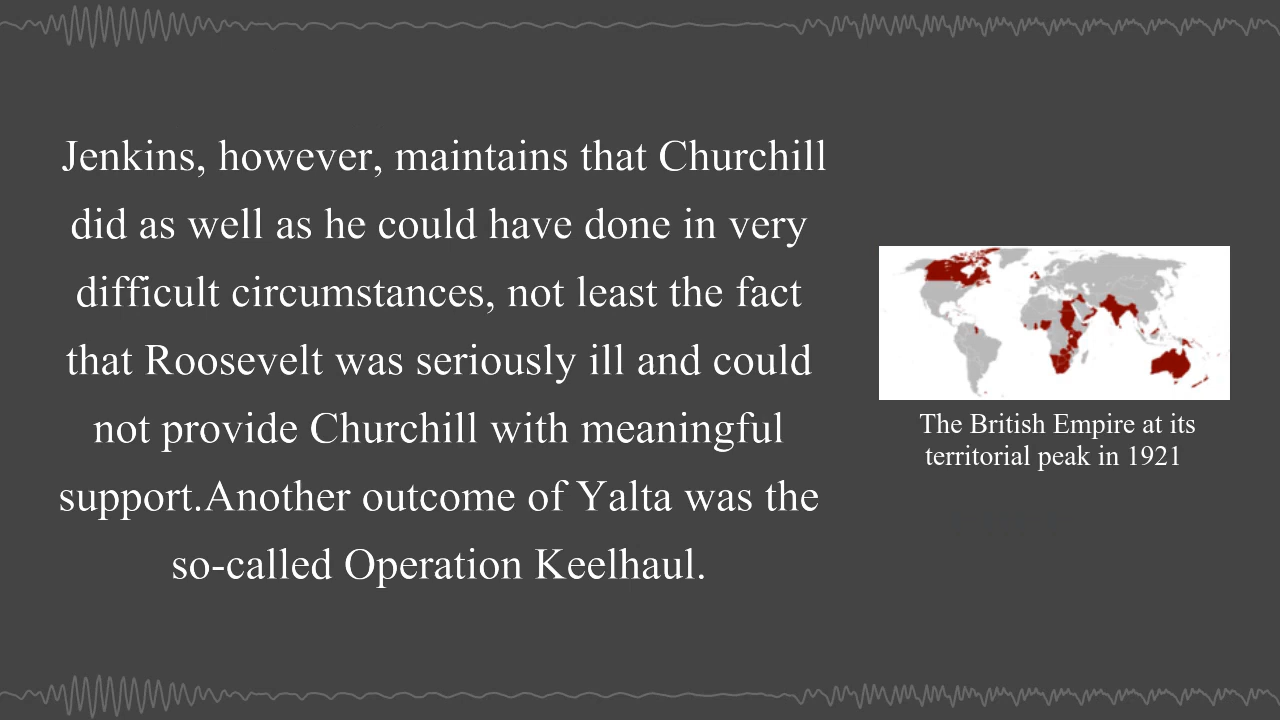 Jenkins, however, maintains that Churchill
did as well as he could have done in very
difficult circumstances, not least the fact
that Roosevelt was seriously ill and could
not provide Churchill with meaningful
support.Another outcome of Yalta was the
so-called Operation Keelhaul.
The British Empire at its
territorial peak in 1921